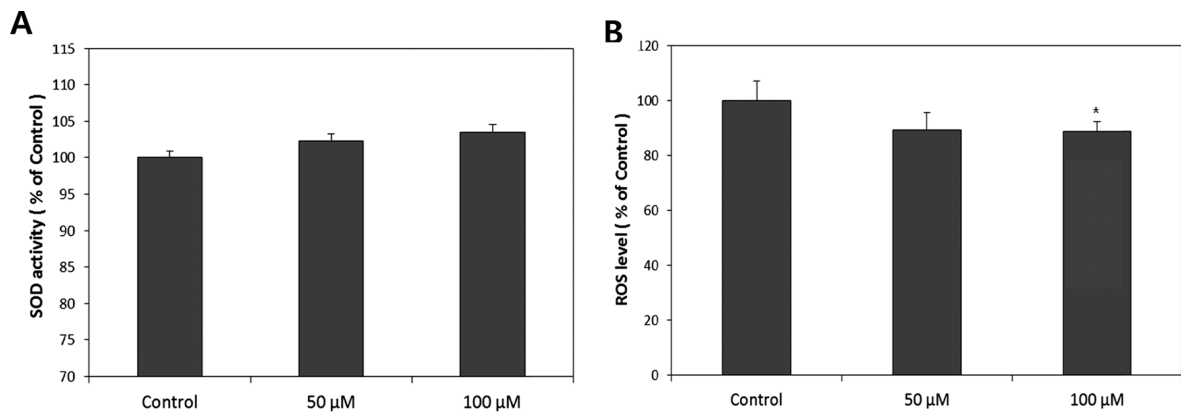 A
SOD activity ( % of Control )
115
110
105
100
95
90
85
80
75
70
Control
50 µM
100 µM
B
ROS level ( % of Control )
120
100
80
60
40
20
0
*
Control
50 µM
100 µM